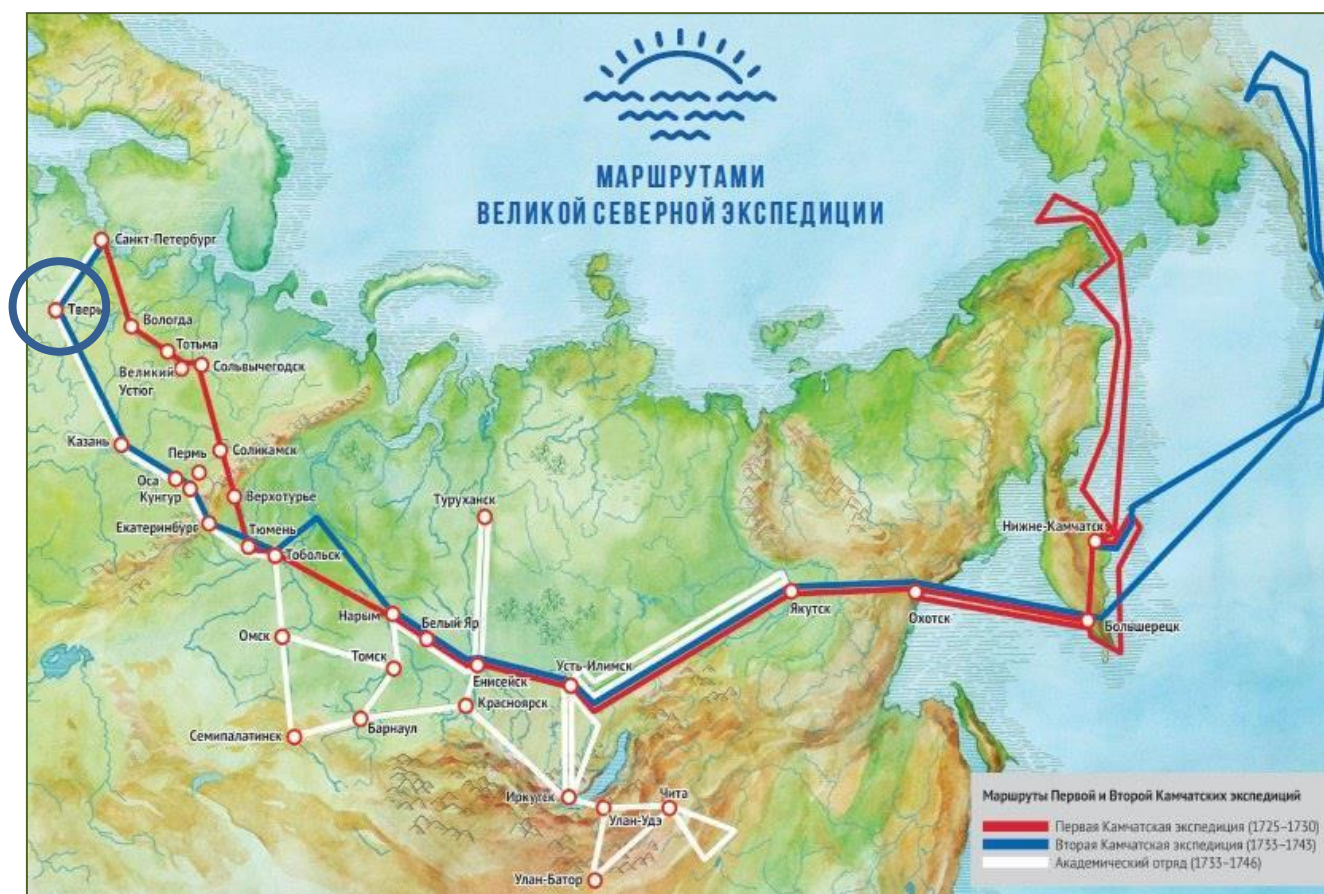 МАРШРУТАМИ
ВЕЛИКОЙ СЕВЕРНОЙ ЭКСПЕДИЦИИ
Санкт-Петербург
Тверь
Вологда
Тотьма
Великий
Устюг
Сольвычегодск
Казань
Пермь
Соликамск
Оса
Кунгур
Верхотурье
Екатеринбург
Тюмень
Тобольск
Туруханск
Нарым
Белый Яр
Омск
Томск
Енисейск
Усть-Илимск
Красноярск
Барнаул
Семипалатинск
Иркутск
Улан-Удэ
Чита
Улан-Батор
Якутск
Охотск
Нижне-Камчатск
Большерецк
Маршруты Первой и Второй Камчатских экспедиций
Первая Камчатская экспедиция (1725–1730)
Вторая Камчатская экспедиция (1733–1743)
Академический отряд (1733–1746)